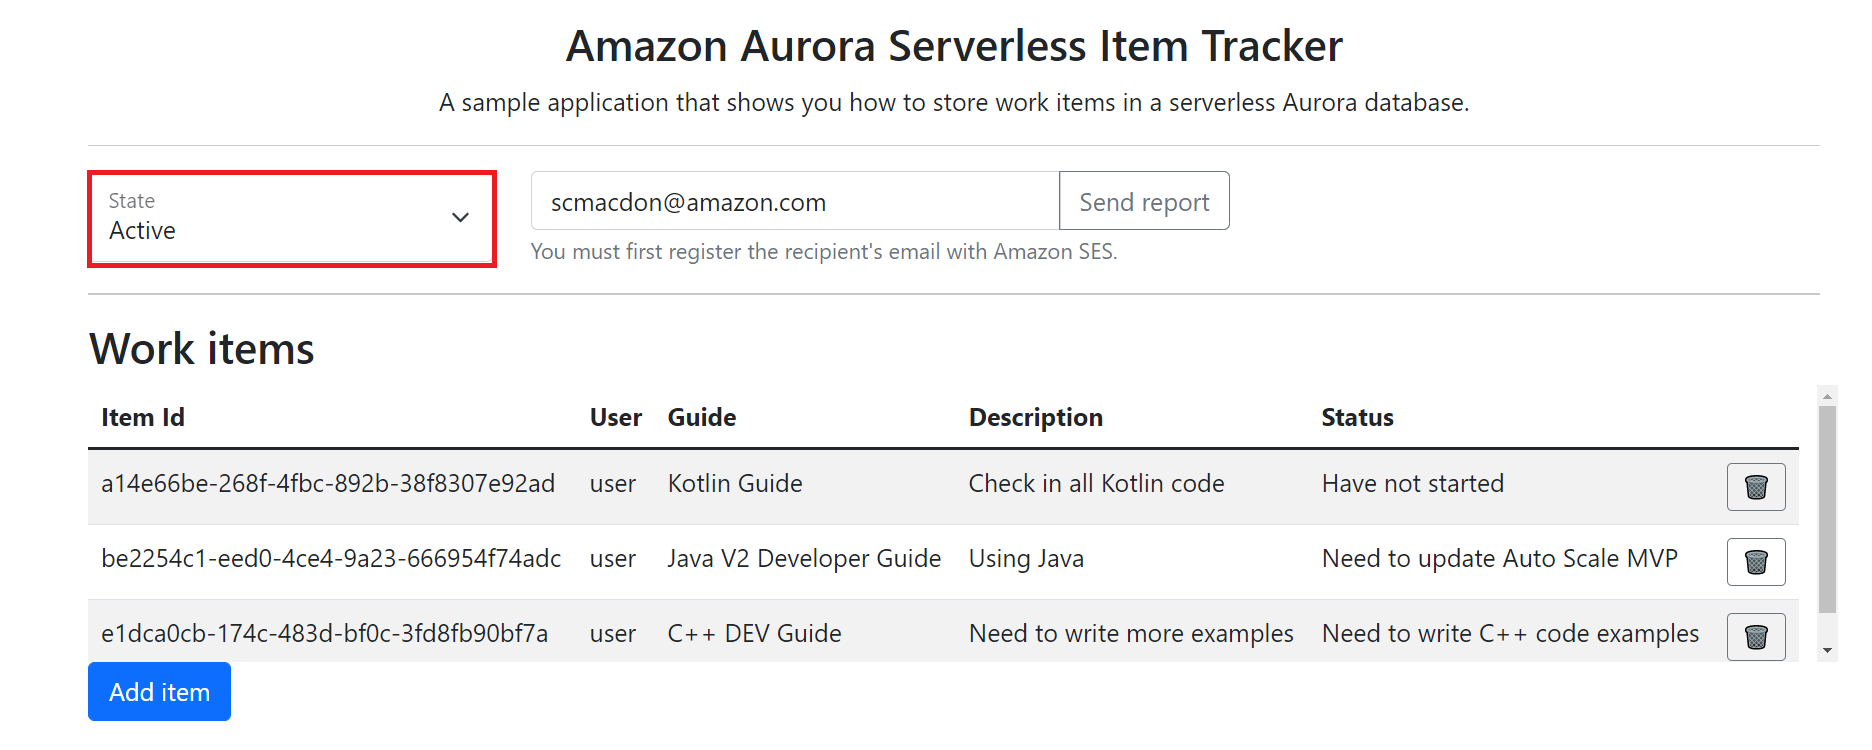 Amazon Aurora Serverless Item Tracker
A sample application that shows you how to store work items in a serverless Aurora database.
State
Active
scmacdon@amazon.com Send report
You must first register the recipient's email with Amazon SES.
Work items
Item Id User Guide Description Status
a14e66be-268f-4fbc-892b-38f8307e92ad user Kotlin Guide Check in all Kotlin code Have not started
be2254c1-eed0-4ce4-9a23-666954f74adc user Java V2 Developer Guide Using Java Need to update Auto Scale MVP
e1dca0cb-174c-483d-bf0c-3fd8fb90bf7a user C++ DEV Guide Need to write more examples Need to write C++ code examples
Add item